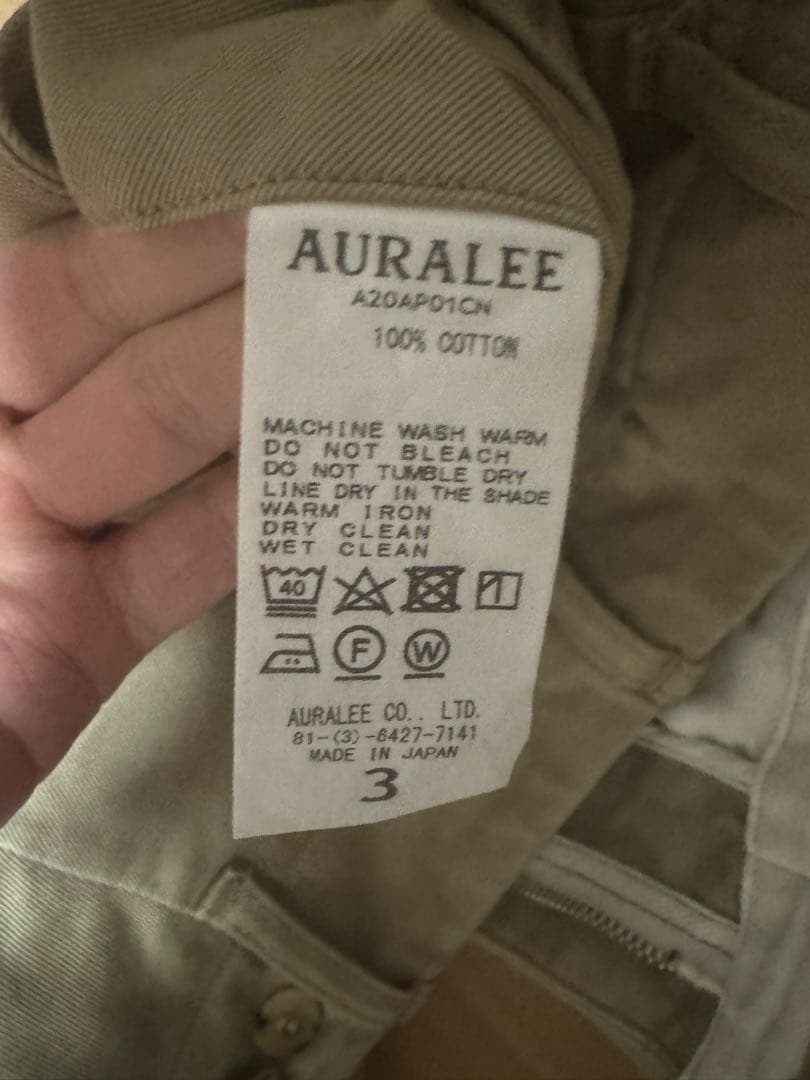 AURALEE
A20AP01CN
100% COTTON
MACHINE WASH WARM
DO NOT BLEACH
DO NOT TUMBLE DRY
LINE DRY IN THE SHADE
WARM IRON
DRY CLEAN
WET CLEAN
40
F W
AURALEE CO., LTD.
81-(3)-6427-7141
MADE IN JAPAN
3